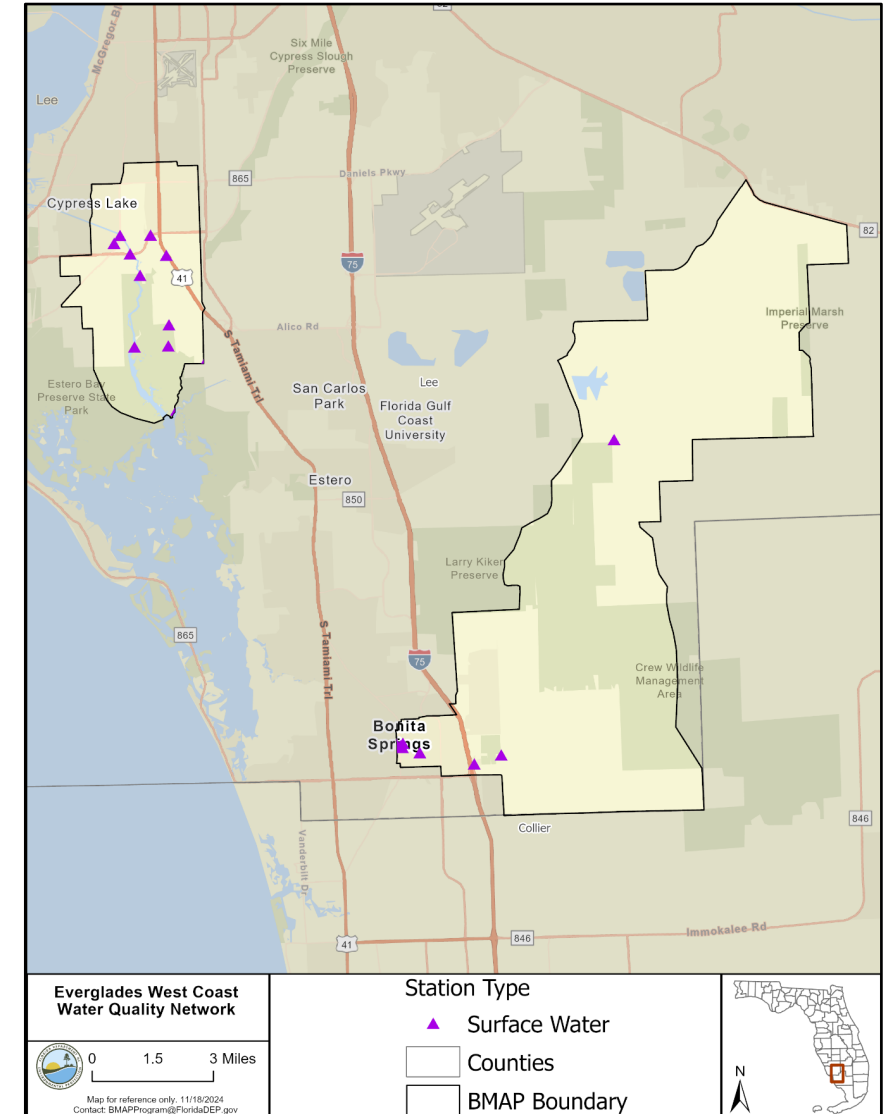 McGregor Bl
Six Mile
Cypress Slough
Preserve
Lee
865
Daniels Pkwy
Cypress Lake
82
75
41
Imperial Marsh
Preserve
Alico Rd
S Tamiami Trl
Estero Bay
Preserve State
Park
San Carlos
Park
Lee
Florida Gulf
Coast
University
Estero
850
Larry Kiker
Preserve
865
S Tamiami Trl
75
Crew Wildlife
Management
Area
Bonita
Springs
846
Collier
Vanderbilt Dr
41
846
Immokalee Rd
Everglades West Coast
Water Quality Network
0 1.5 3 Miles
Map for reference only. 11/18/2024
Contact: BMAPProgram@FloridaDEP.gov
Station Type
Surface Water
Counties
BMAP Boundary
N